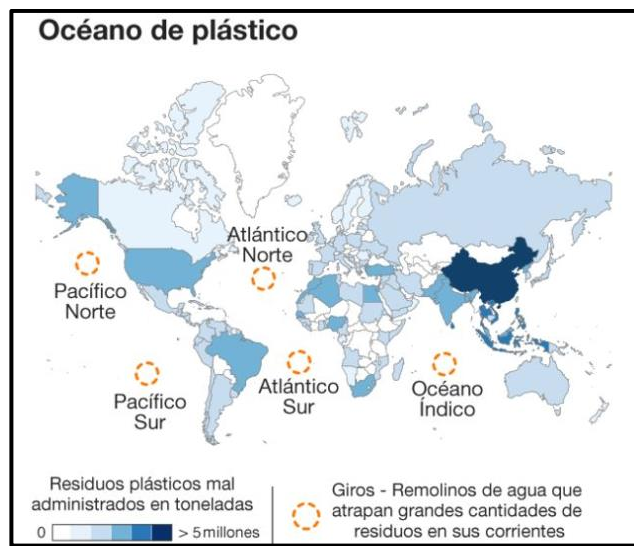 Océano de plástico
Atlántico
Norte
Pacífico
Norte
Pacífico
Sur
Atlántico
Sur
Océano
Índico
Residuos plásticos mal
administrados en toneladas
0 > 5 millones
Giros - Remolinos de agua que
atrapan grandes cantidades de
residuos en sus corrientes